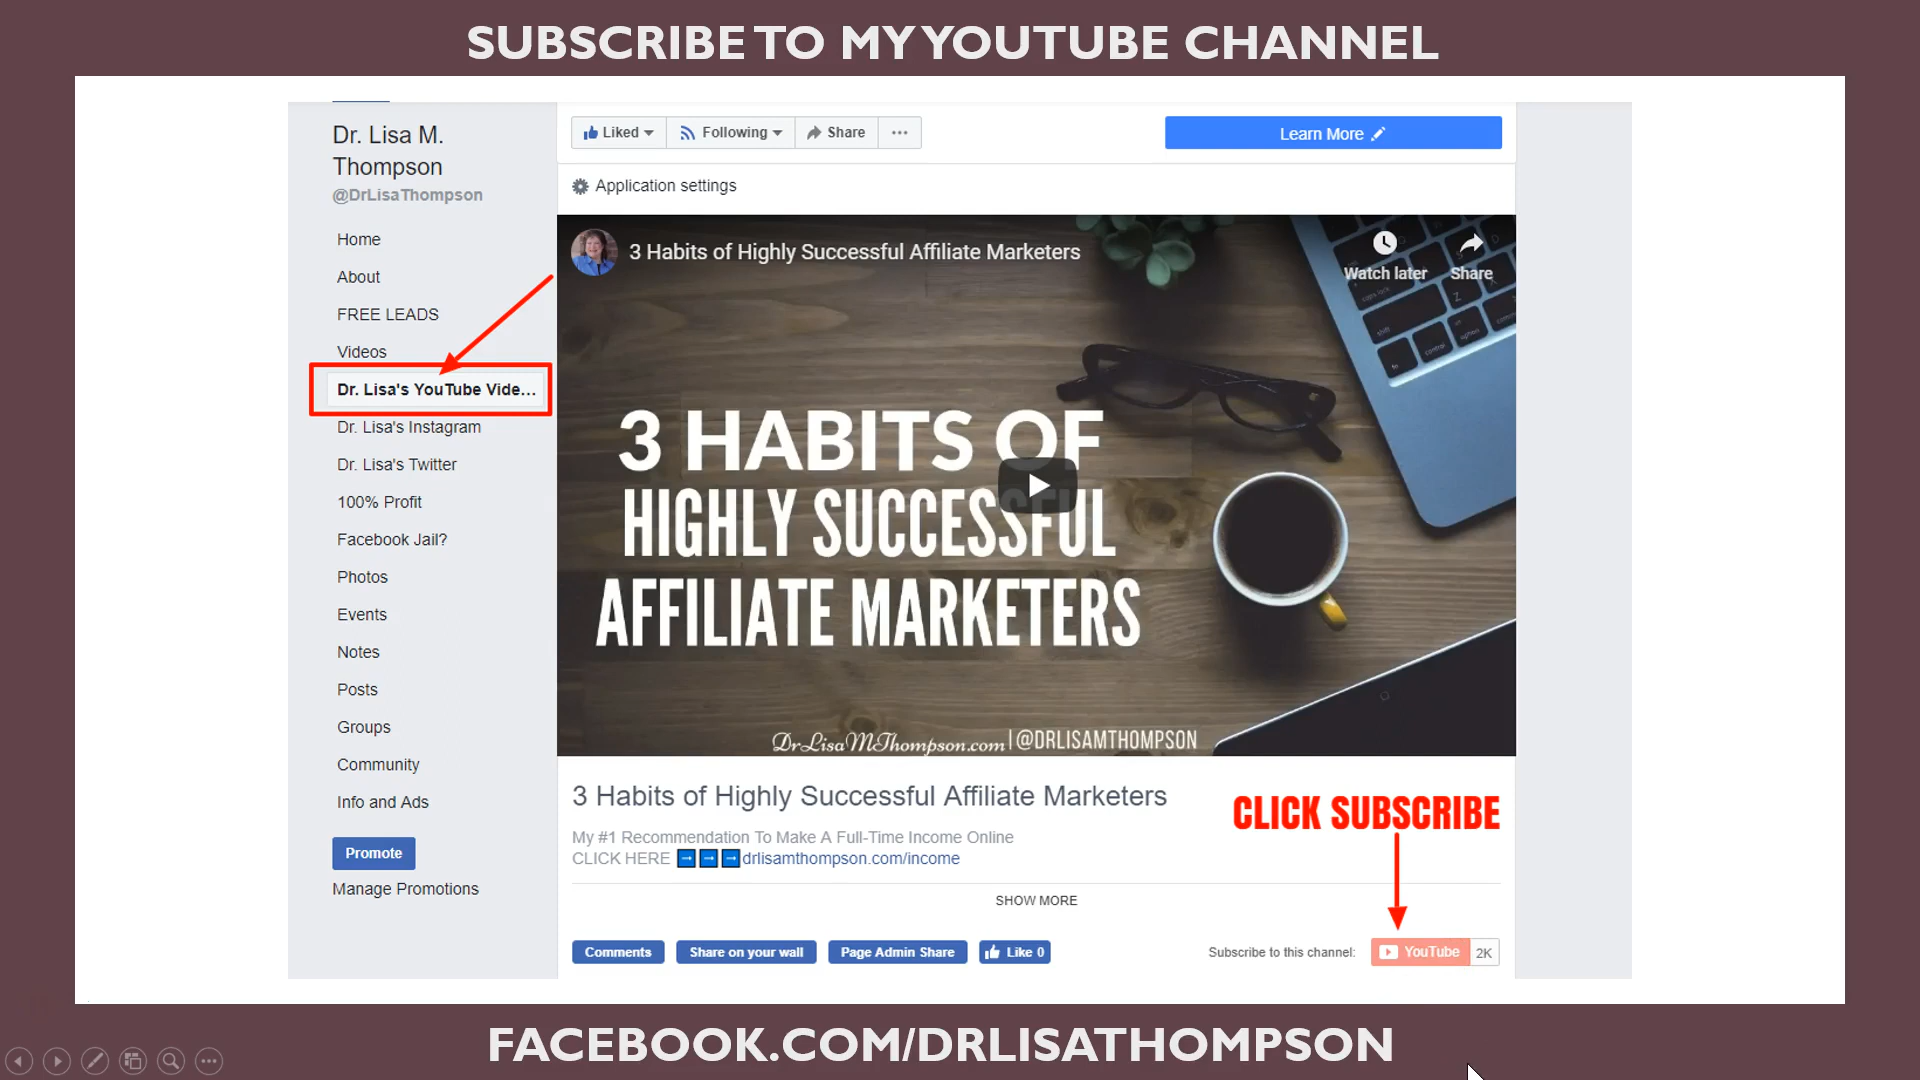 SUBSCRIBE TO MY YOUTUBE CHANNEL
Dr. Lisa M.
Thompson
@DrLisaThompson
Home
About
FREE LEADS
Videos
Dr. Lisa's YouTube Vide...
Dr. Lisa's Instagram
Dr. Lisa's Twitter
100% Profit
Facebook Jail?
Photos
Events
Notes
Posts
Groups
Community
Info and Ads
Promote
Manage Promotions
Liked Following Share
Learn More
Application settings
3 Habits of Highly Successful Affiliate Marketers
Watch later Share
3 HABITS OF
HIGHLY SUCCESSFUL
AFFILIATE MARKETERS
DrLisaMThompson.com | @DRLISAMTHOMPSON
3 Habits of Highly Successful Affiliate Marketers
My #1 Recommendation To Make A Full-Time Income Online
CLICK HERE ➡➡➡drlisamthompson.com/income
CLICK SUBSCRIBE
SHOW MORE
Comments Share on your wall Page Admin Share Like 0
Subscribe to this channel: YouTube 2K
FACEBOOK.COM/DRLISATHOMPSON